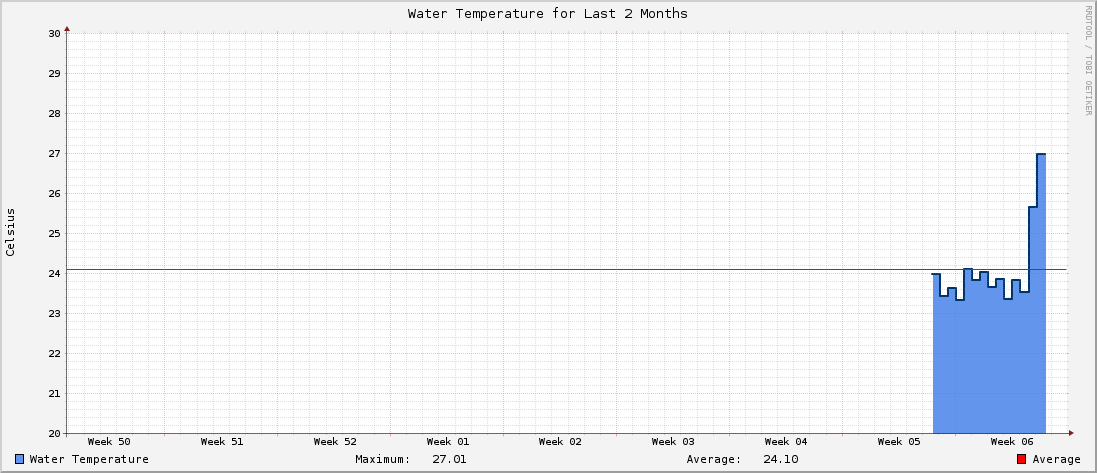 Water Temperature for Last 2 Months
RRDTOOL / TOBI OETIKER
Celsius
30
29
28
27
26
25
24
23
22
21
20
Week 50 Week 51 Week 52 Week 01 Week 02 Week 03 Week 04 Week 05 Week 06
Water Temperature Maximum: 27.01 Average: 24.10 Average